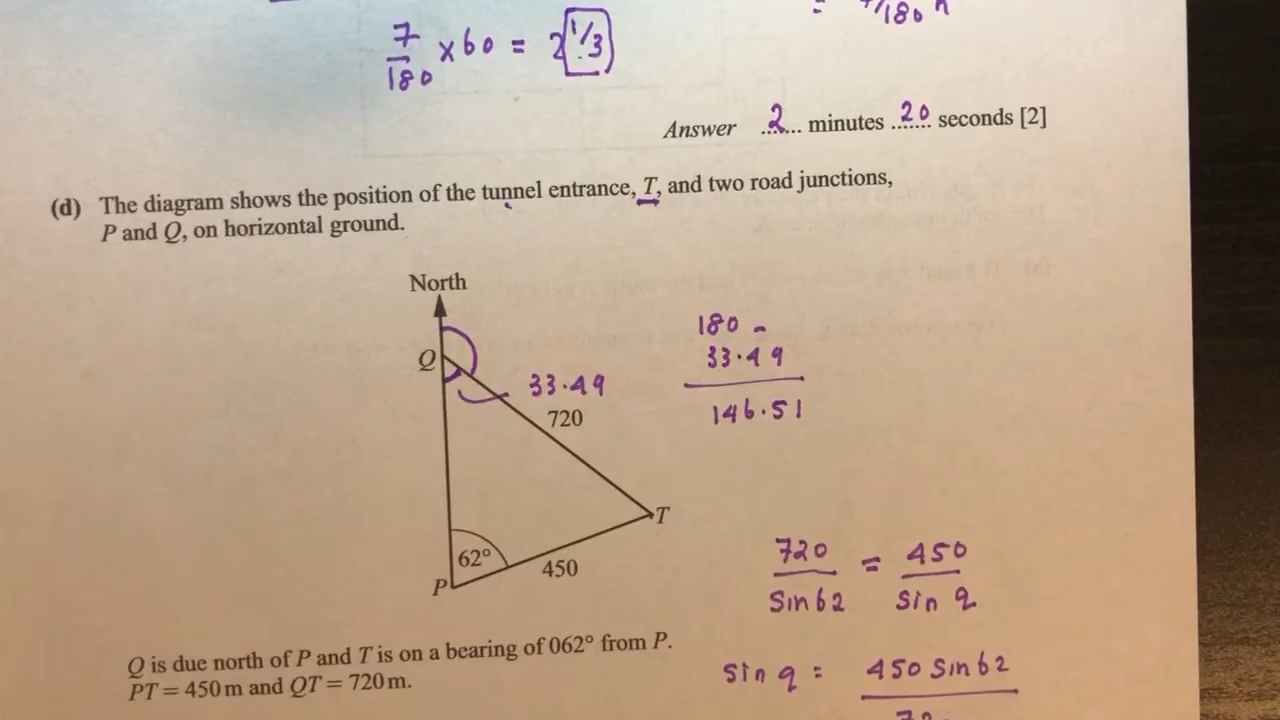 7/180 × 60 = 2 1/3
180
Answer 2 minutes 20 seconds [2]
(d) The diagram shows the position of the tunnel entrance, T, and two road junctions,
P and Q, on horizontal ground.
North
Q
33.49
720
180 -
33.49
146.51
T
62°
450
P
720/Sin 62 = 450/Sin q
Q is due north of P and T is on a bearing of 062° from P.
PT = 450 m and QT = 720 m.
Sin q = 450 Sin 62